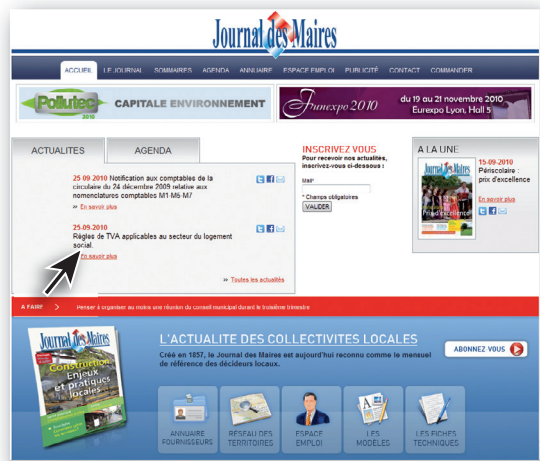 Journal des Maires
ACCUEIL LE JOURNAL SOMMAIRES AGENDA ANNUAIRE ESPACE EMPLOI PUBLICITÉ CONTACT COMMANDER
Pollutec
2010
CAPITALE ENVIRONNEMENT
Funexpo 2010
du 19 au 21 novembre 2010
Eurexpo Lyon, Hall 5
ACTUALITES AGENDA
25 09 2010 Notification aux comptables de la
circulaire du 24 décembre 2009 relative aux
nomenclatures comptables M1-M5-M7
» En savoir plus
25-09-2010
Règles de TVA applicables au secteur du logement
social.
En savoir plus
» Toutes les actualités
INSCRIVEZ VOUS
Pour recevoir nos actualités,
inscrivez-vous ci-dessous :
Mail*
* Champs obligatoires
VALIDER
A LA UNE
Journal des Maires
Prix d'excellence
15-09-2010
Périscolaire :
prix d'excellence
En savoir plus
A FAIRE > Penser à organiser au moins une réunion du conseil municipal durant le troisième trimestre
Journal des Maires
Construction
Enjeux
et pratiques
locales
L'ACTUALITE DES COLLECTIVITES LOCALES
Créé en 1857, le Journal des Maires est aujourd'hui reconnu comme le mensuel
de référence des décideurs locaux.
ABONNEZ VOUS
ANNUAIRE
FOURNISSEURS
RESEAU DES
TERRITOIRES
ESPACE
EMPLOI
LES
MODÈLES
LES FICHES
TECHNIQUES